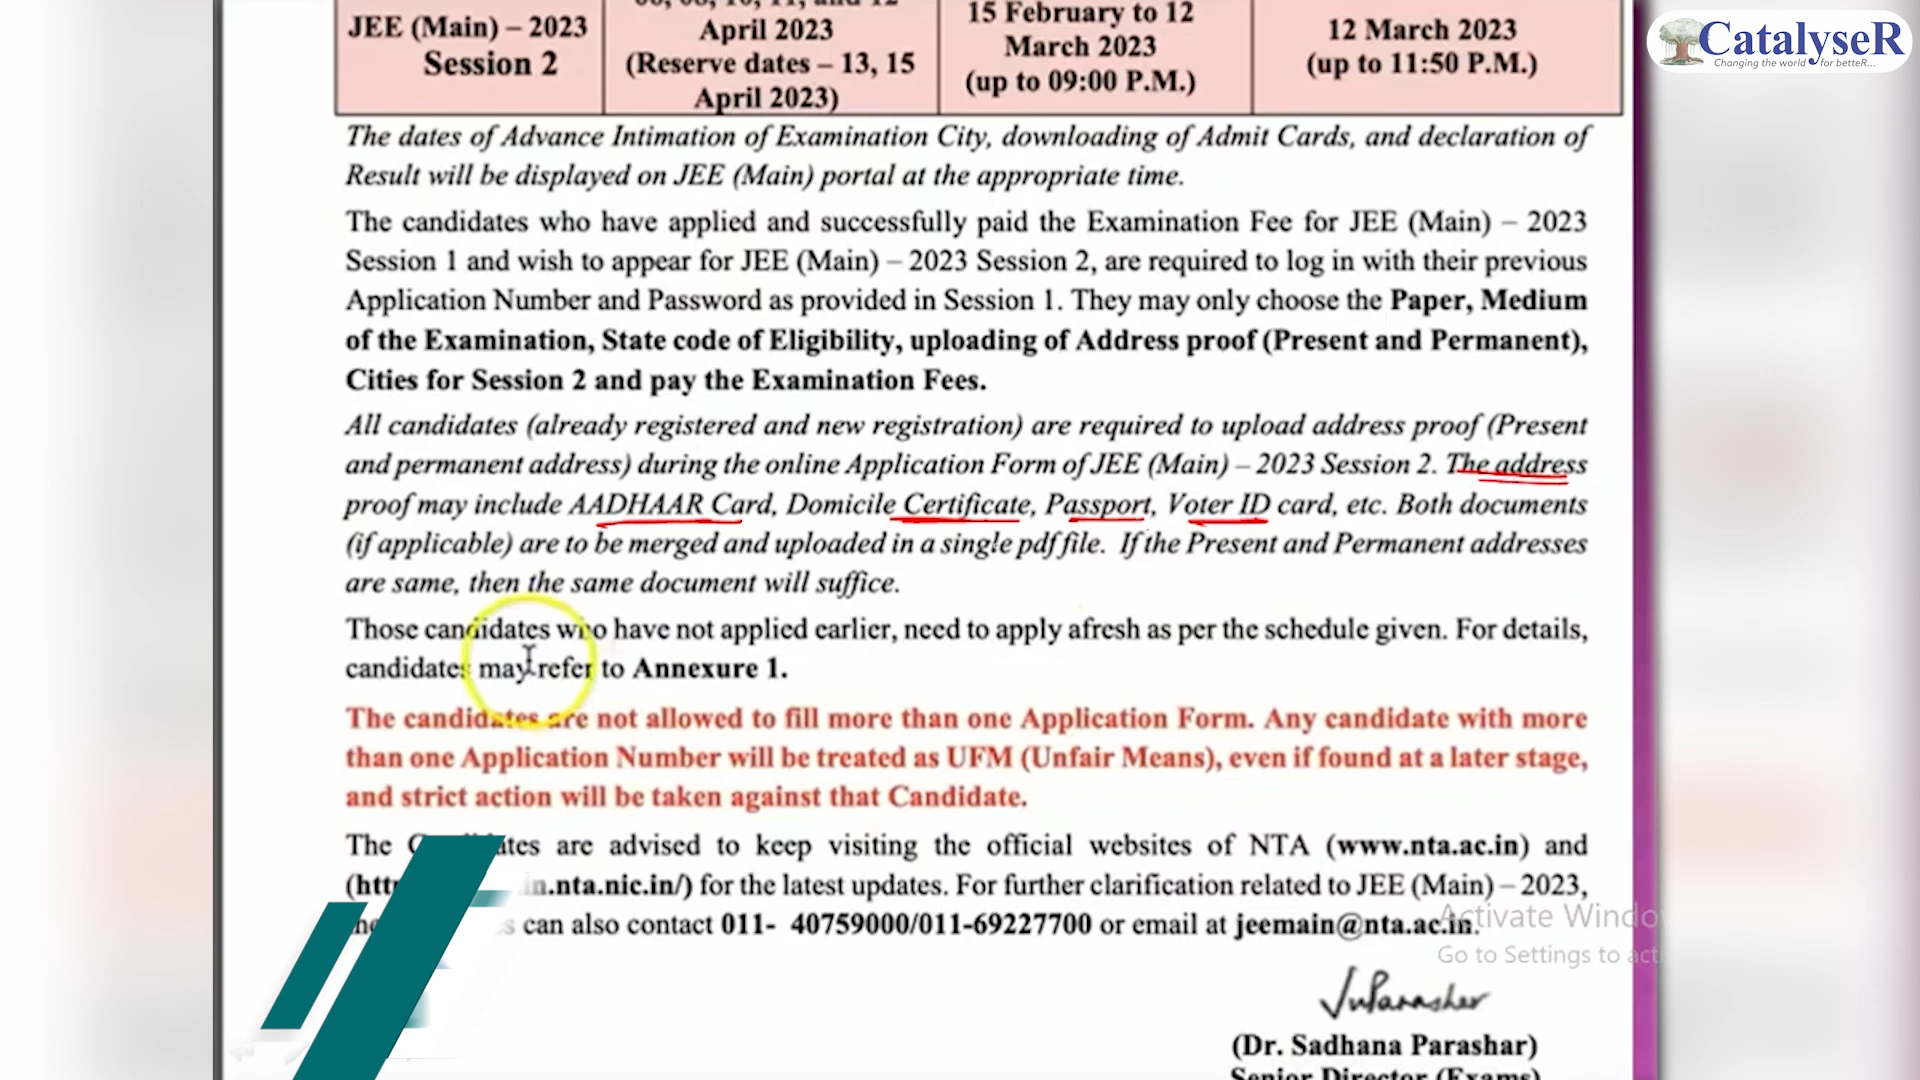 CatalyseR
Changing the world for betteR...
JEE (Main) – 2023
Session 2
April 2023
(Reserve dates – 13, 15
April 2023)
15 February to 12
March 2023
(up to 09:00 P.M.)
12 March 2023
(up to 11:50 P.M.)
The dates of Advance Intimation of Examination City, downloading of Admit Cards, and declaration of
Result will be displayed on JEE (Main) portal at the appropriate time.
The candidates who have applied and successfully paid the Examination Fee for JEE (Main) – 2023
Session 1 and wish to appear for JEE (Main) – 2023 Session 2, are required to log in with their previous
Application Number and Password as provided in Session 1. They may only choose the Paper, Medium
of the Examination, State code of Eligibility, uploading of Address proof (Present and Permanent),
Cities for Session 2 and pay the Examination Fees.
All candidates (already registered and new registration) are required to upload address proof (Present
and permanent address) during the online Application Form of JEE (Main) – 2023 Session 2. The address
proof may include AADHAAR Card, Domicile Certificate, Passport, Voter ID card, etc. Both documents
(if applicable) are to be merged and uploaded in a single pdf file. If the Present and Permanent addresses
are same, then the same document will suffice.
Those candidates who have not applied earlier, need to apply afresh as per the schedule given. For details,
candidates may refer to Annexure 1.
The candidates are not allowed to fill more than one Application Form. Any candidate with more
than one Application Number will be treated as UFM (Unfair Means), even if found at a later stage,
and strict action will be taken against that Candidate.
The are advised to keep visiting the official websites of NTA (www.nta.ac.in) and
in.nta.nic.in/) for the latest updates. For further clarification related to JEE (Main) – 2023,
can also contact 011- 40759000/011-69227700 or email at jeemain@nta.ac.in.
Activate Windo
Go to Settings to act
(Dr. Sadhana Parashar)
Senior Director (Exams)